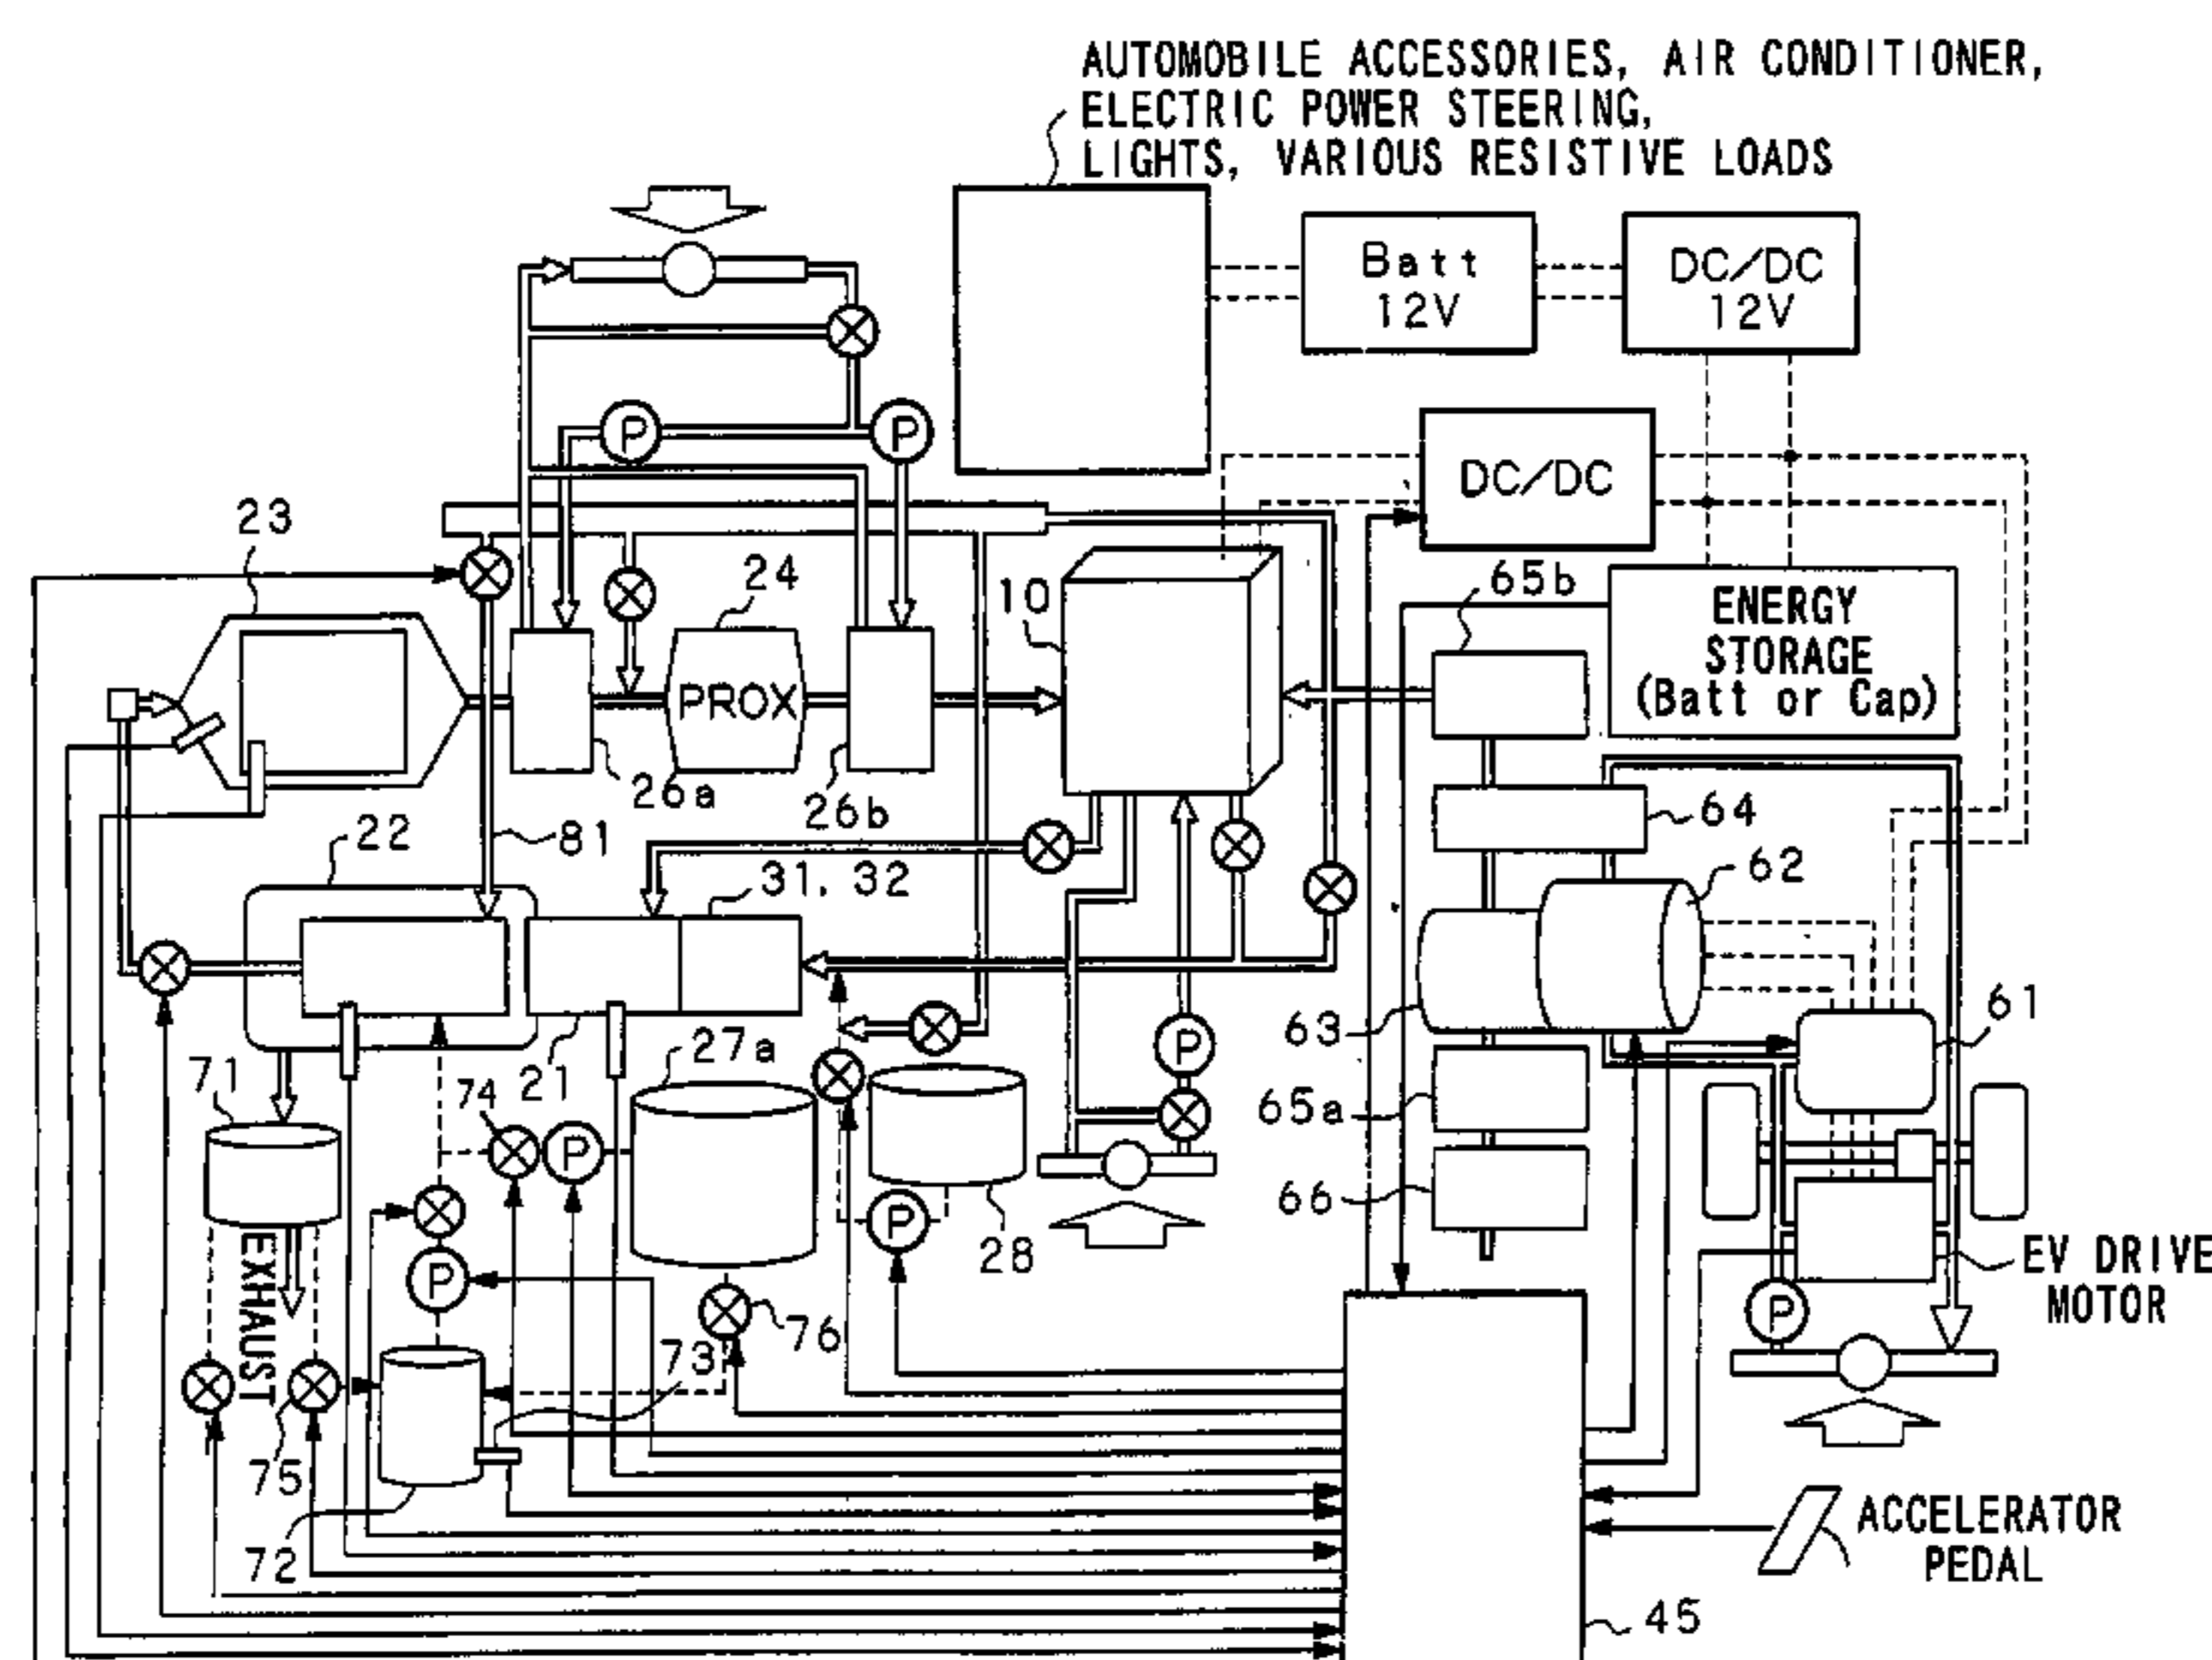 AUTOMOBILE ACCESSORIES, AIR CONDITIONER,
ELECTRIC POWER STEERING,
LIGHTS, VARIOUS RESISTIVE LOADS
Batt
12V
DC/DC
12V
P
P
DC/DC
23
24
10
65b
ENERGY
STORAGE
(Batt or Cap)
PROX
26a
26b
64
22
81
31, 32
62
63
61
71
21
27a
P
74
P
65a
66
28
P
P
EXHAUST
76
73
EV DRIVE
MOTOR
P
75
72
ACCELERATOR
PEDAL
45